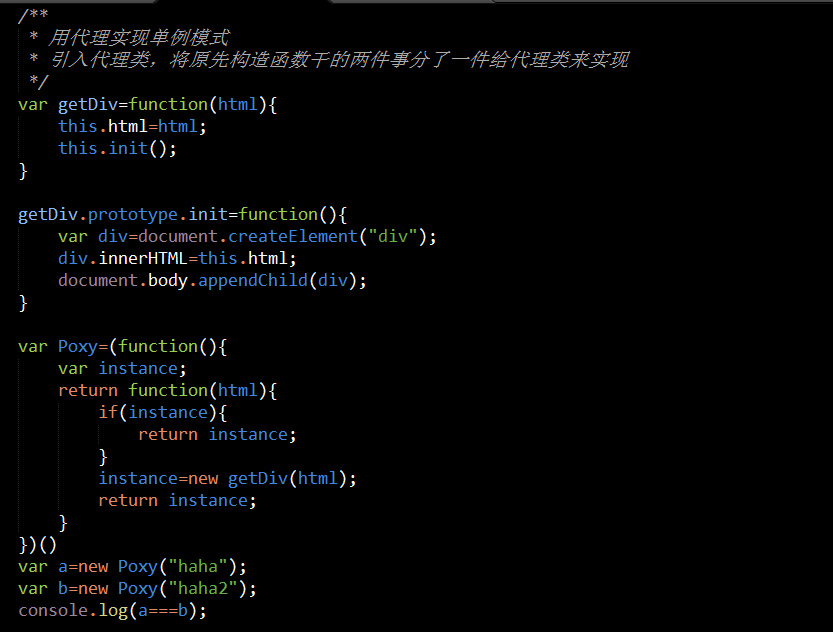 /**
 * 用代理实现单例模式
 * 引入代理类，将原先构造函数干的两件事分了一件给代理类来实现
 */
var getDiv=function(html){
    this.html=html;
    this.init();
}
getDiv.prototype.init=function(){
    var div=document.createElement("div");
    div.innerHTML=this.html;
    document.body.appendChild(div);
}
var Poxy=(function(){
    var instance;
    return function(html){
        if(instance){
            return instance;
        }
        instance=new getDiv(html);
        return instance;
    }
})()
var a=new Poxy("haha");
var b=new Poxy("haha2");
console.log(a===b);